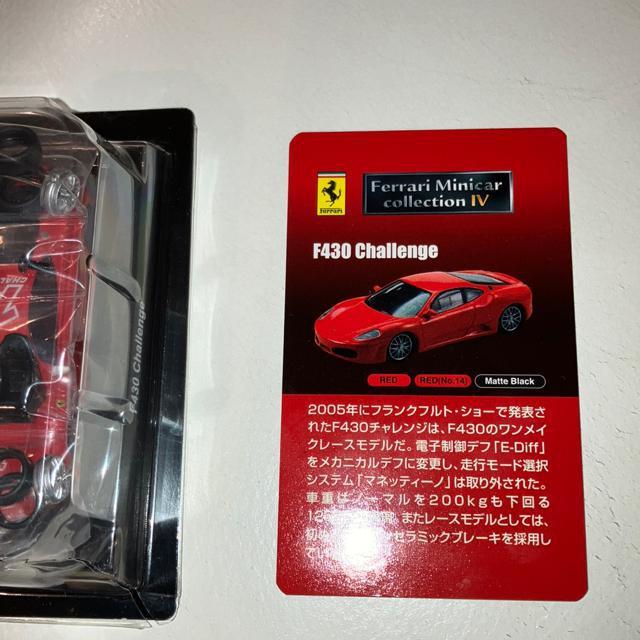 Ferrari
Ferrari Minicar
collection IV
F430 Challenge
RED
RED(No.14)
Matte Black
2005年にフランクフルト・ショーで発表さ
れたF430チャレンジは、F430のワンメイ
クレースモデルだ。電子制御デフ「E-Diff」
をメカニカルデフに変更し、走行モード選択
システム「マネッティーノ」は取り外された。
車重はノーマルを200kgも下回る
またレースモデルとしては、
セラミックブレーキを採用し
F430 Challenge